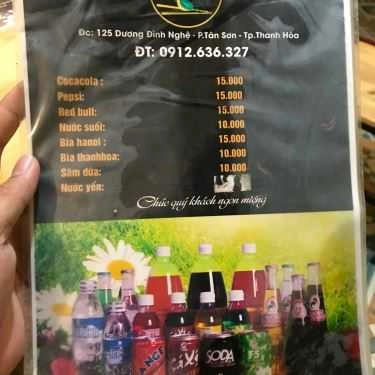 Đc: 125 Dương Đình Nghệ - P.Tân Sơn - Tp.Thanh Hóa
ĐT: 0912.636.327
Cocacola : 15.000
Pepsi: 15.000
Red bull: 15.000
Nước suối: 10.000
Bia hanoi : 15.000
Bia thanhhoa: 10.000
Sâm dứa: 10.000
Nước yến:
Chúc quý khách ngon miệng
SODA